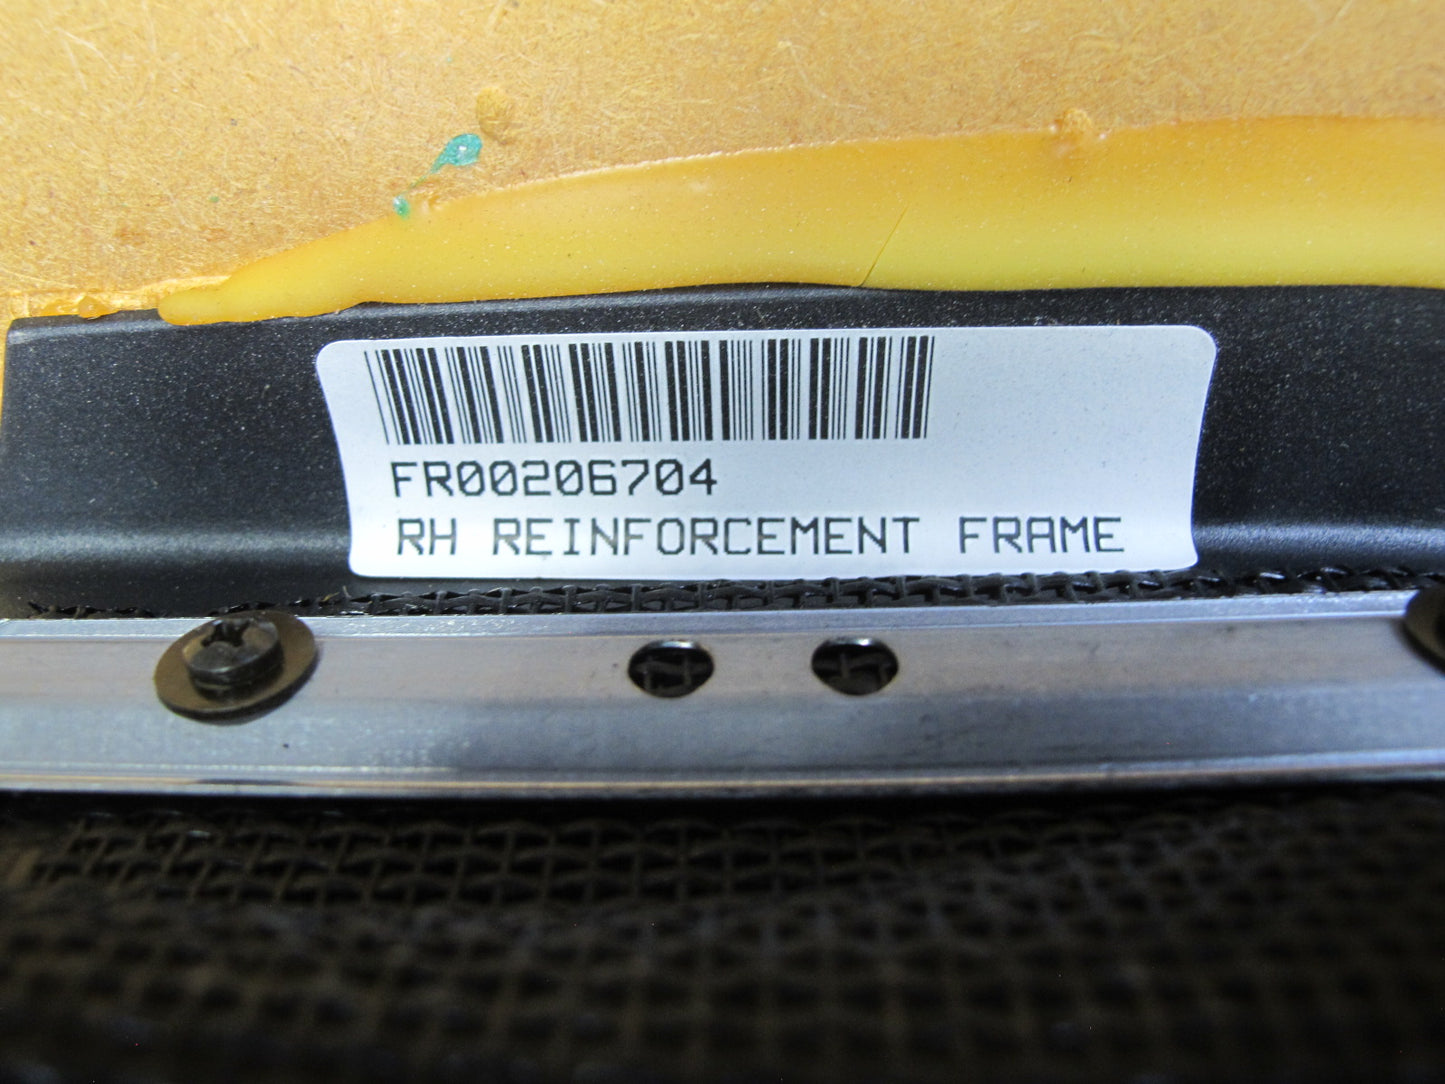 FR00206704
RH REINFORCEMENT FRAME